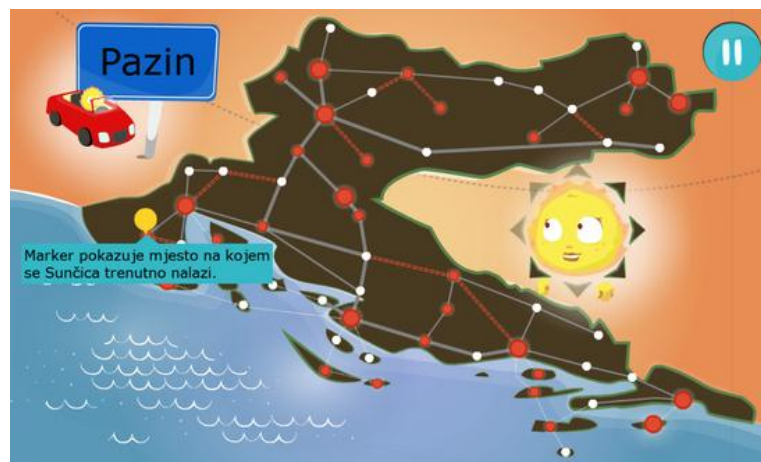 Pazin
Marker pokazuje mjesto na kojem
se Sunčica trenutno nalazi.